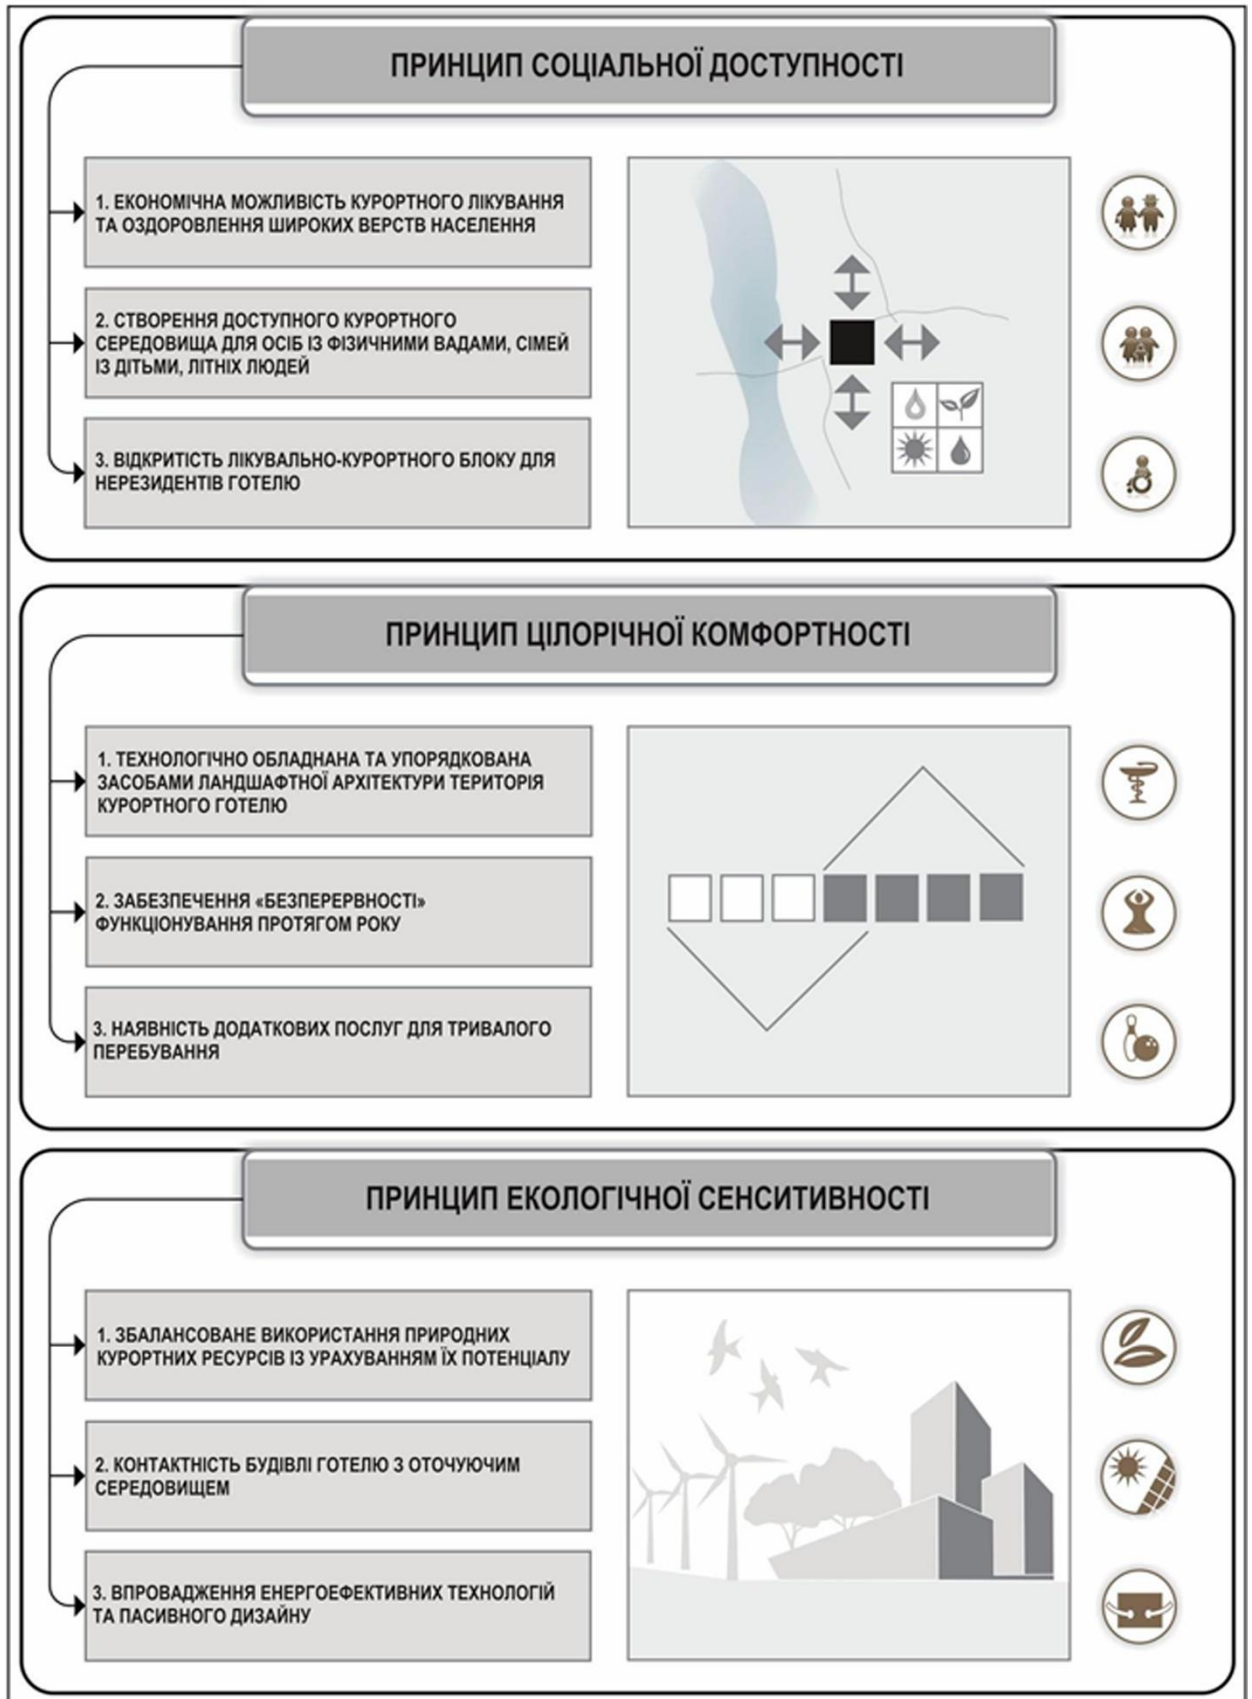 ПРИНЦИП СОЦІАЛЬНОЇ ДОСТУПНОСТІ
1. ЕКОНОМІЧНА МОЖЛИВІСТЬ КУРОРТНОГО ЛІКУВАННЯ
ТА ОЗДОРОВЛЕННЯ ШИРОКИХ ВЕРСТВ НАСЕЛЕННЯ
2. СТВОРЕННЯ ДОСТУПНОГО КУРОРТНОГО
СЕРЕДОВИЩА ДЛЯ ОСІБ ІЗ ФІЗИЧНИМИ ВАДАМИ, СІМЕЙ
ІЗ ДІТЬМИ, ЛІТНІХ ЛЮДЕЙ
3. ВІДКРИТІСТЬ ЛІКУВАЛЬНО-КУРОРТНОГО БЛОКУ ДЛЯ
НЕРЕЗИДЕНТІВ ГОТЕЛЮ
ПРИНЦИП ЦІЛОРІЧНОЇ КОМФОРТНОСТІ
1. ТЕХНОЛОГІЧНО ОБЛАДНАНА ТА УПОРЯДКОВАНА
ЗАСОБАМИ ЛАНДШАФТНОЇ АРХІТЕКТУРИ ТЕРИТОРІЯ
КУРОРТНОГО ГОТЕЛЮ
2. ЗАБЕЗПЕЧЕННЯ «БЕЗПЕРЕРВНОСТІ»
ФУНКЦІОНУВАННЯ ПРОТЯГОМ РОКУ
3. НАЯВНІСТЬ ДОДАТКОВИХ ПОСЛУГ ДЛЯ ТРИВАЛОГО
ПЕРЕБУВАННЯ
ПРИНЦИП ЕКОЛОГІЧНОЇ СЕНСИТИВНОСТІ
1. ЗБАЛАНСОВАНЕ ВИКОРИСТАННЯ ПРИРОДНИХ
КУРОРТНИХ РЕСУРСІВ ІЗ УРАХУВАННЯМ ЇХ ПОТЕНЦІАЛУ
2. КОНТАКТНІСТЬ БУДІВЛІ ГОТЕЛЮ З ОТОЧУЮЧИМ
СЕРЕДОВИЩЕМ
3. ВПРОВАДЖЕННЯ ЕНЕРГОЕФЕКТИВНИХ ТЕХНОЛОГІЙ
ТА ПАСИВНОГО ДИЗАЙНУ